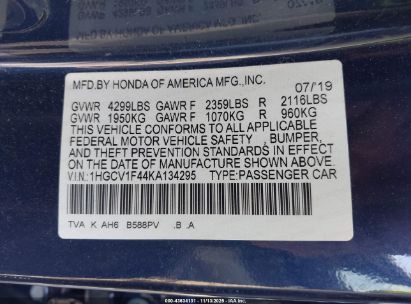 MFD.BY HONDA OF AMERICA MFG.,INC. 07/19
GVWR 4299LBS GAWR F 2359LBS R 2116LBS
GVWR 1950KG GAWR F 1070KG R 960KG
THIS VEHICLE CONFORMS TO ALL APPLICABLE
FEDERAL MOTOR VEHICLE SAFETY, BUMPER,
AND THEFT PREVENTION STANDARDS IN EFFECT
ON THE DATE OF MANUFACTURE SHOWN ABOVE.
V.I.N:1HGCV1F44KA134295 TYPE:PASSENGER CAR
TVA K AH6 B588PV .B .A